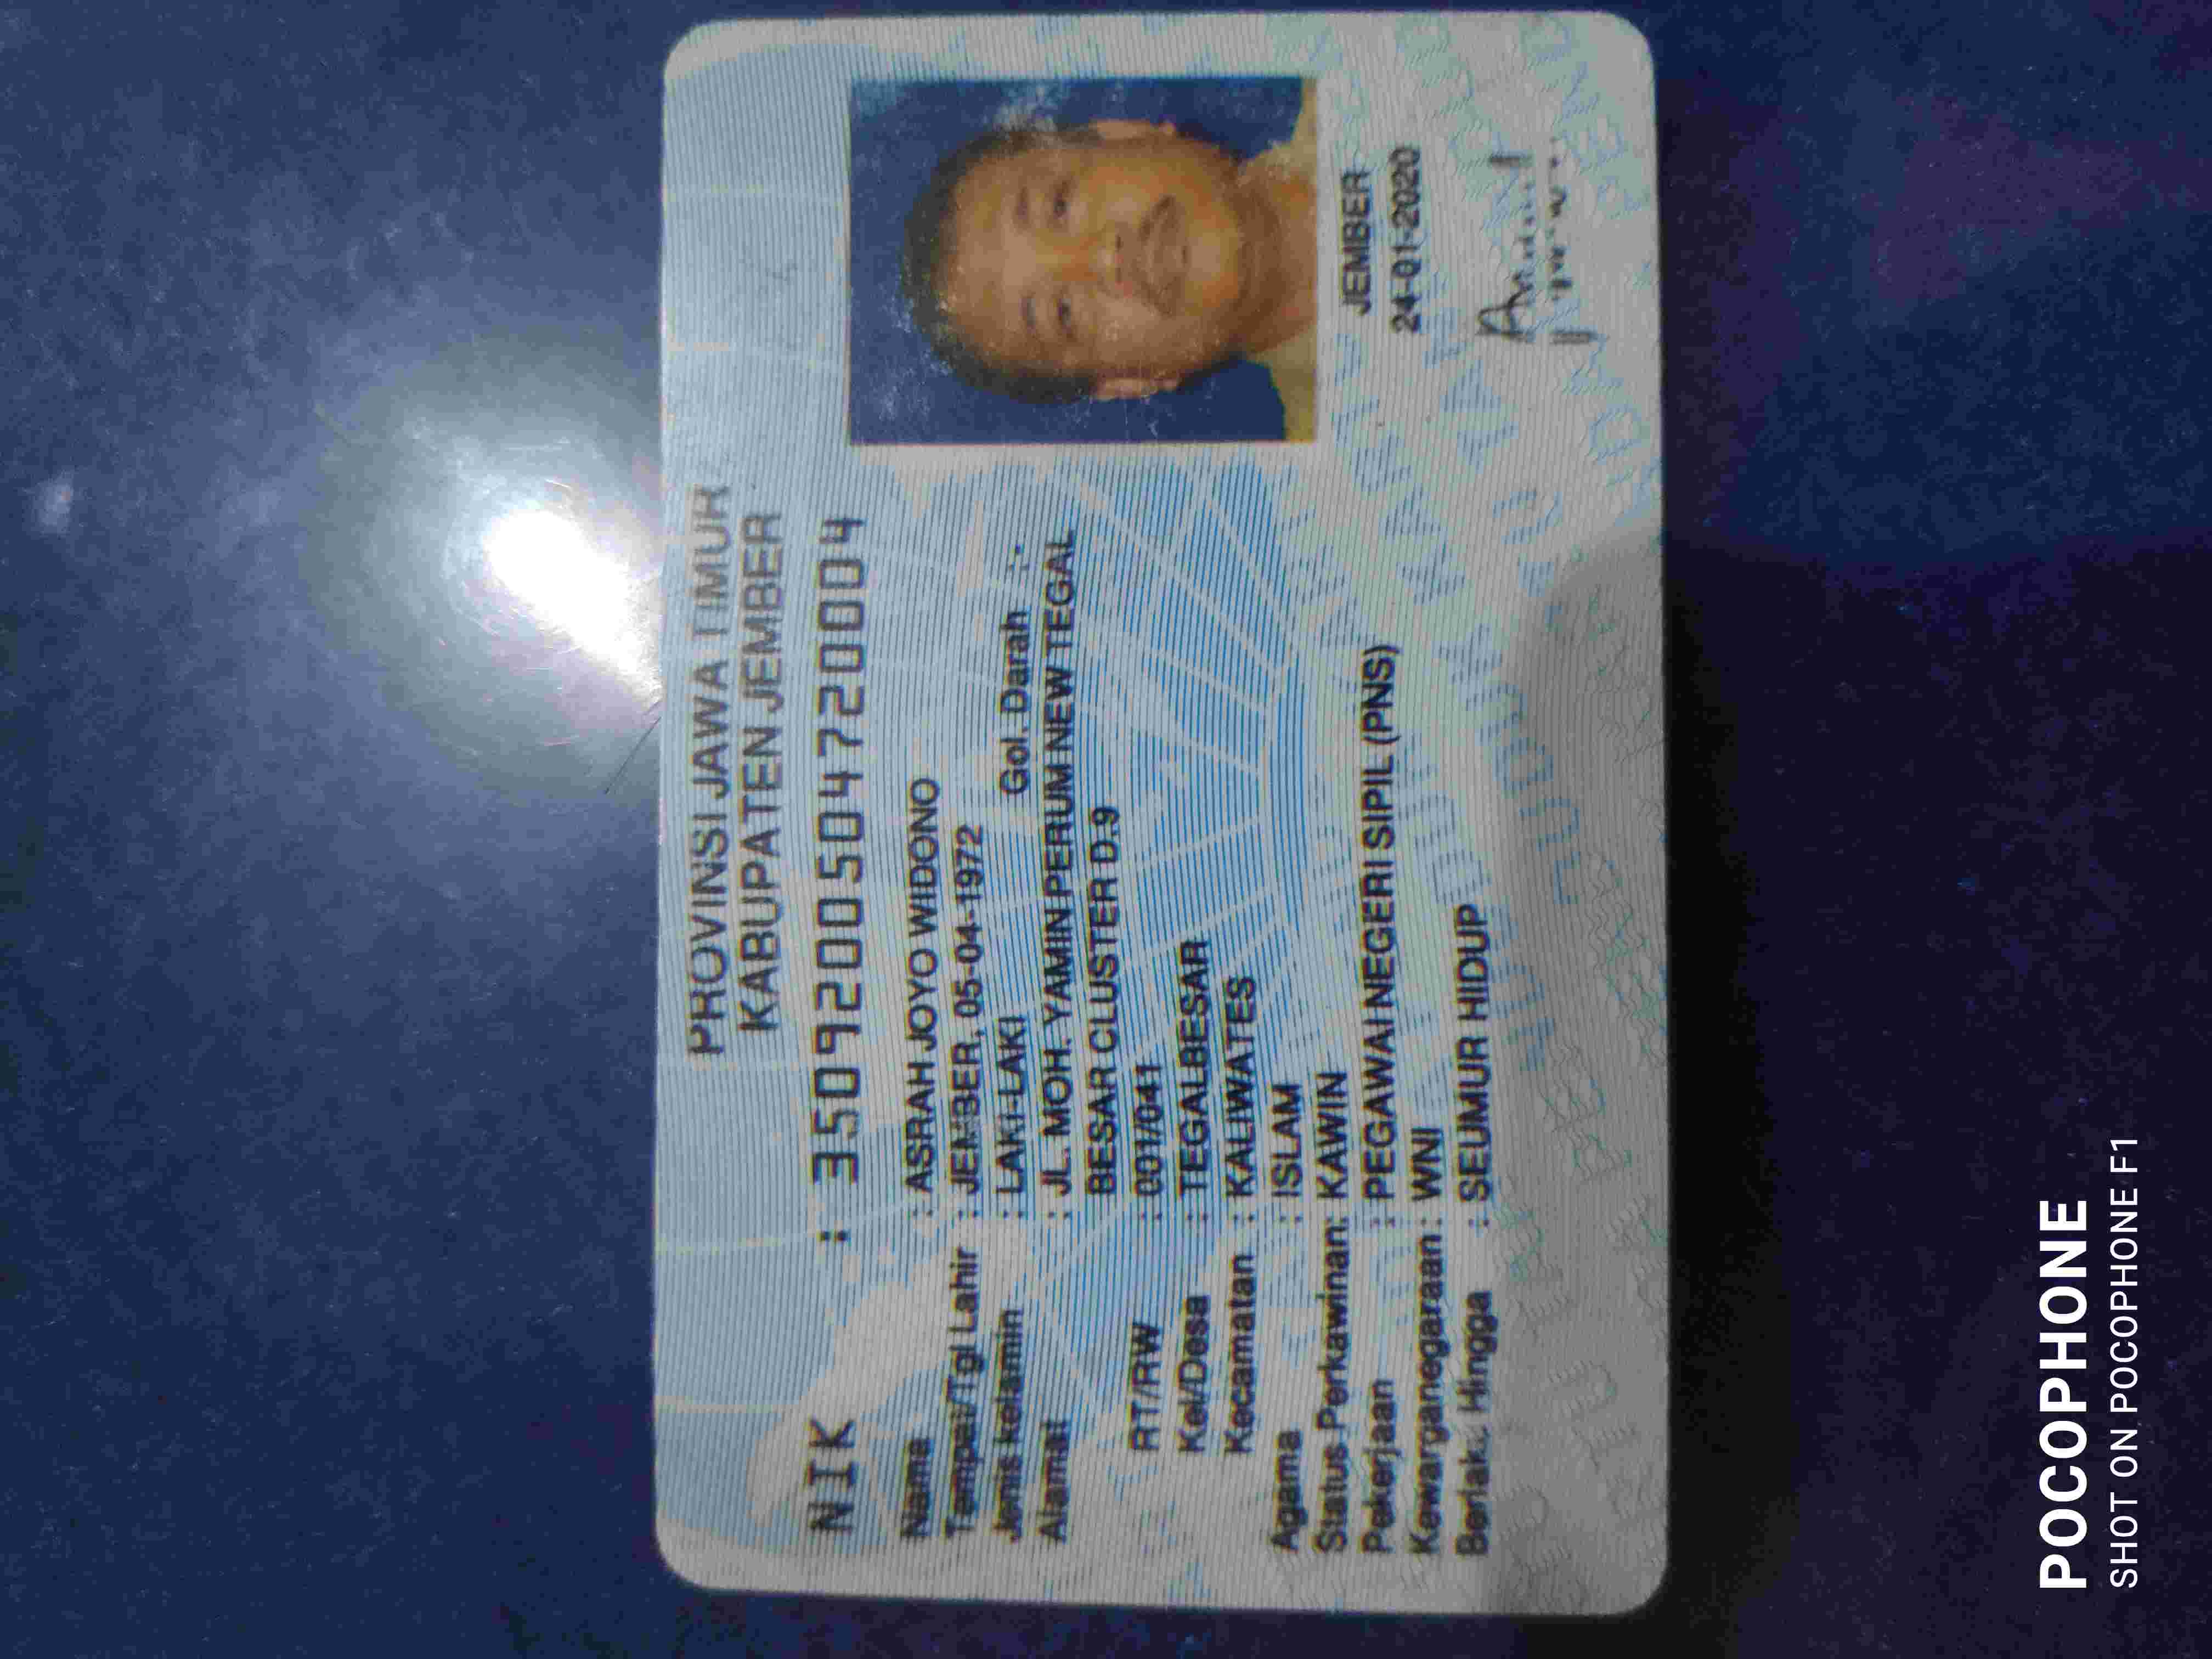 PROVINSI JAWA TIMUR
KABUPATEN JEMBER
NIK : 3509200504720004
Nama : ASRAH JOYO WIDONO
Tempat/Tgl Lahir : JEMBER, 05-04-1972
Jenis kelamin : LAKI-LAKI Gol. Darah : -
Alamat : JL. MOH. YAMIN PERUM NEW TEGAL
BESAR CLUSTER D.9
RT/RW : 001/041
Kel/Desa : TEGALBESAR
Kecamatan : KALIWATES
Agama : ISLAM
Status Perkawinan: KAWIN
Pekerjaan : PEGAWAI NEGERI SIPIL (PNS)
Kewarganegaraan : WNI
Berlaku Hingga : SEUMUR HIDUP
JEMBER
24-01-2020
POCOPHONE
SHOT ON POCOPHONE F1